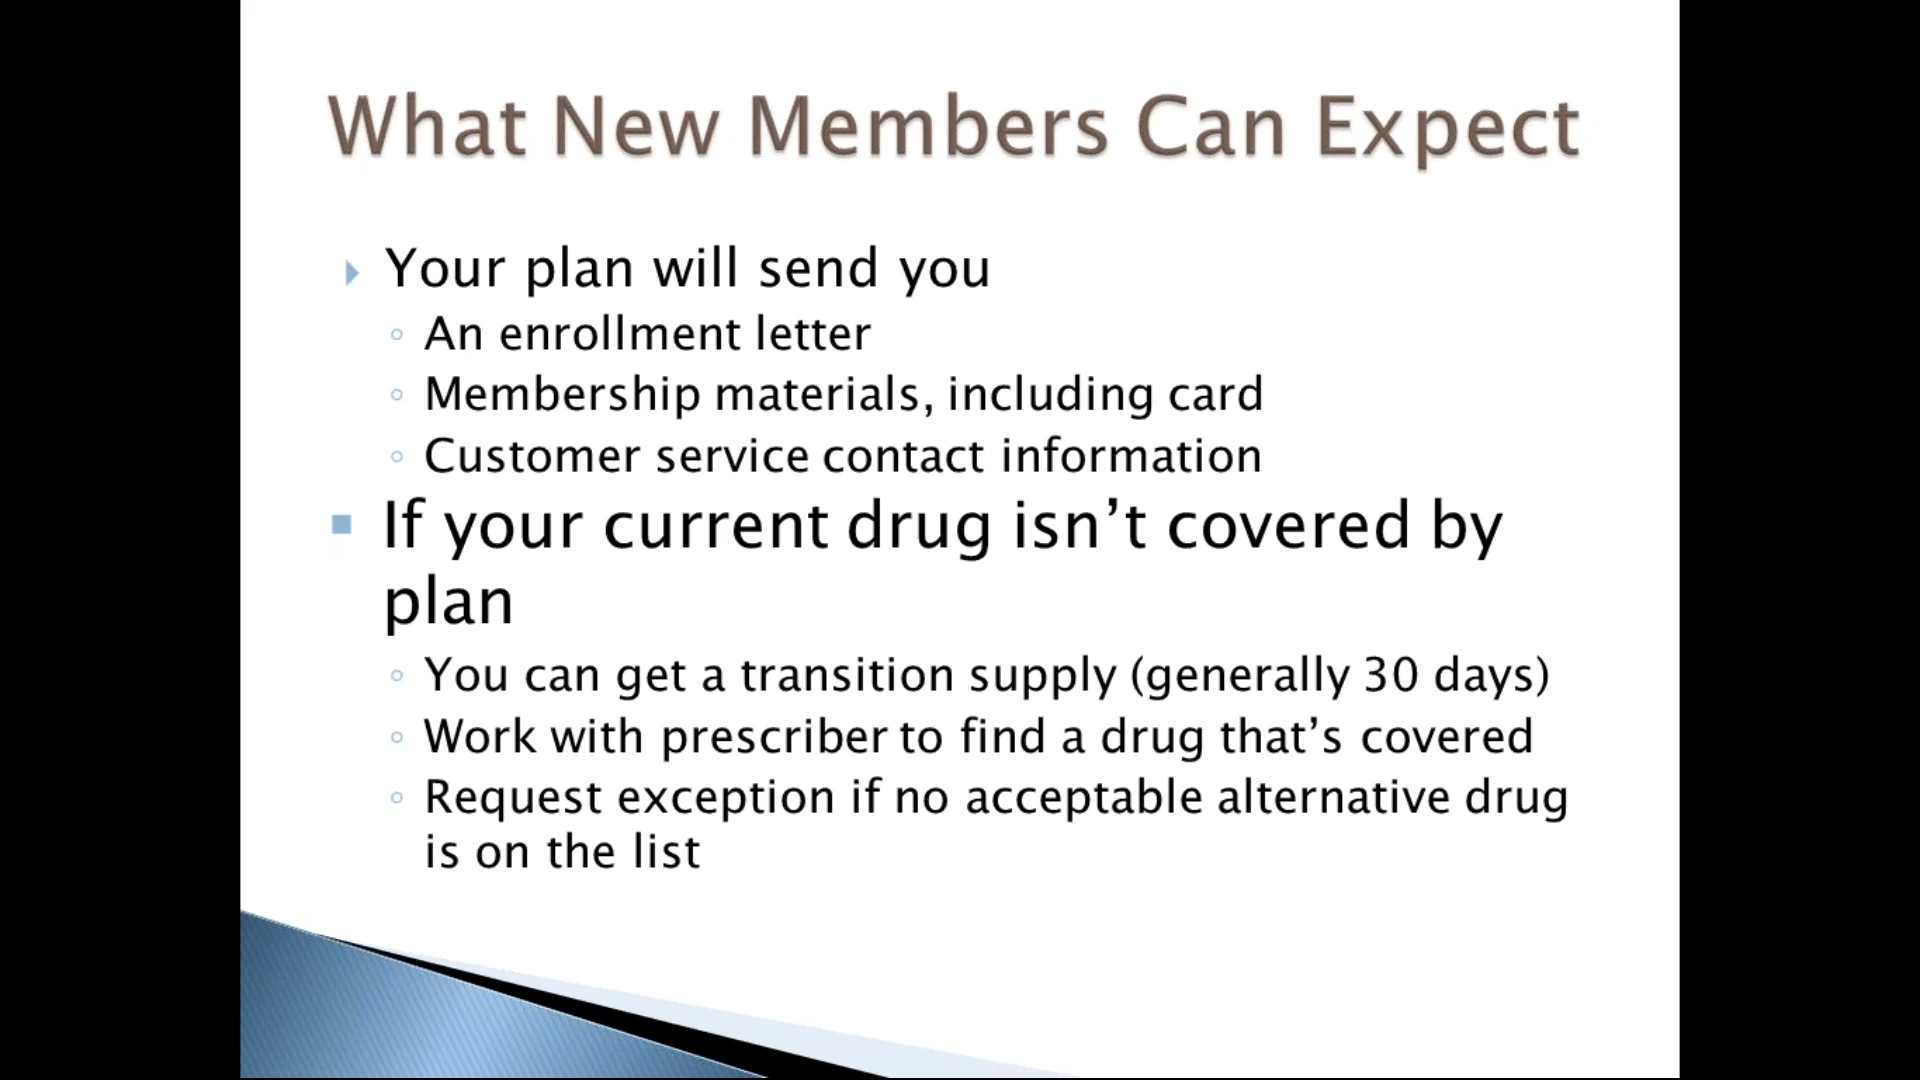 What New Members Can Expect
Your plan will send you
An enrollment letter
Membership materials, including card
Customer service contact information
If your current drug isn’t covered by
plan
You can get a transition supply (generally 30 days)
Work with prescriber to find a drug that’s covered
Request exception if no acceptable alternative drug
is on the list